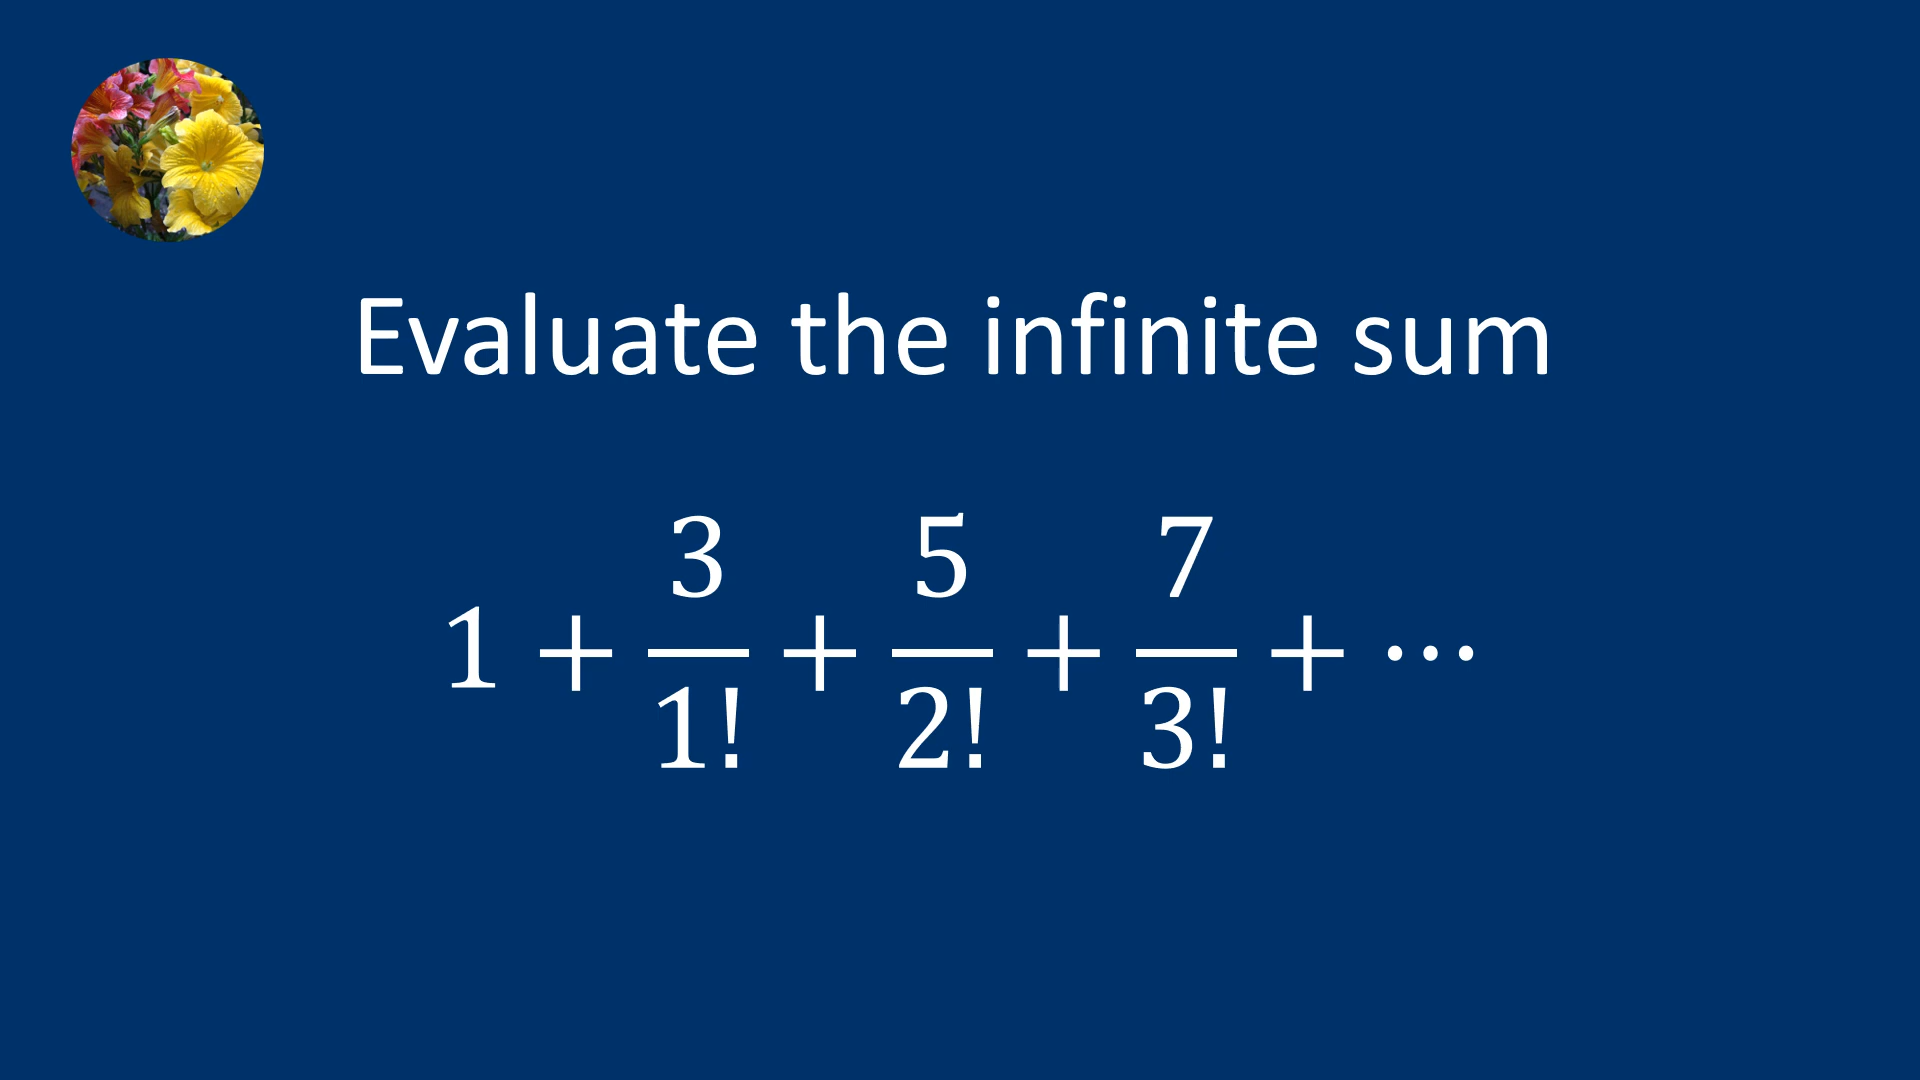 Evaluate the infinite sum
1 + 3/1! + 5/2! + 7/3! + ⋯